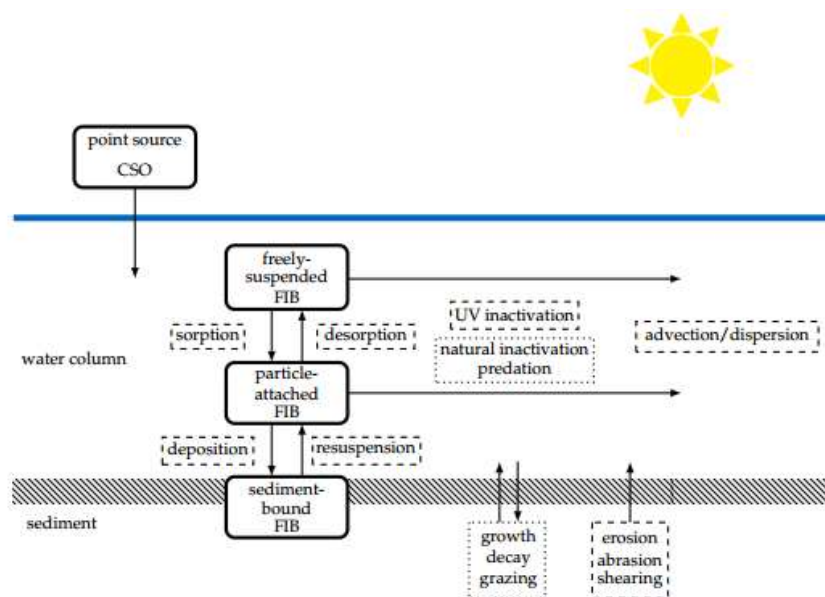 point source
CSO
freely-
suspended
FIB
sorption
desorption
UV inactivation
natural inactivation
predation
advection/dispersion
water column
particle-
attached
FIB
deposition
resuspension
sediment
sediment-
bound
FIB
growth
decay
grazing
erosion
abrasion
shearing